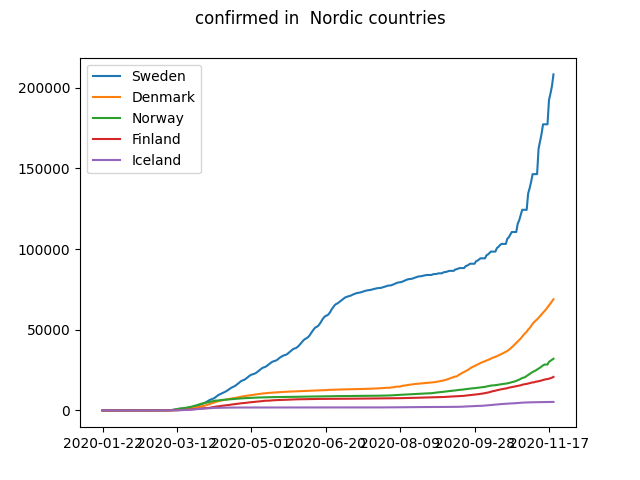 confirmed in  Nordic countries
Sweden
Denmark
Norway
Finland
Iceland
200000
150000
100000
50000
0
2020-01-22 2020-03-12 2020-05-01 2020-06-20 2020-08-09 2020-09-28 2020-11-17